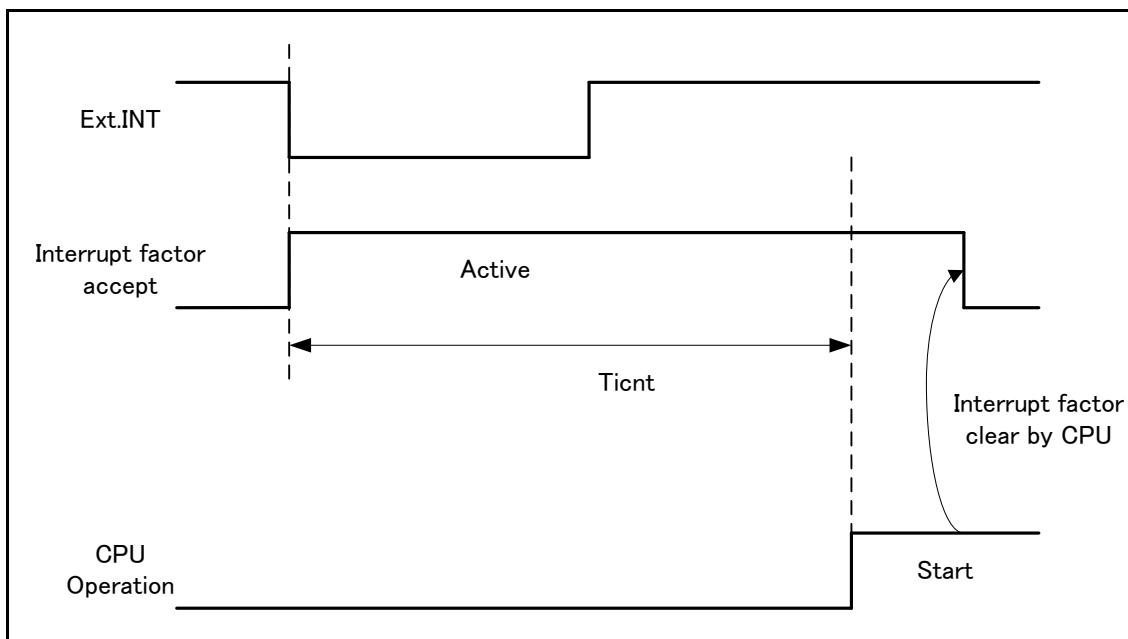 Ext.INT
Interrupt factor
accept
Active
Ticnt
Interrupt factor
clear by CPU
CPU
Operation
Start